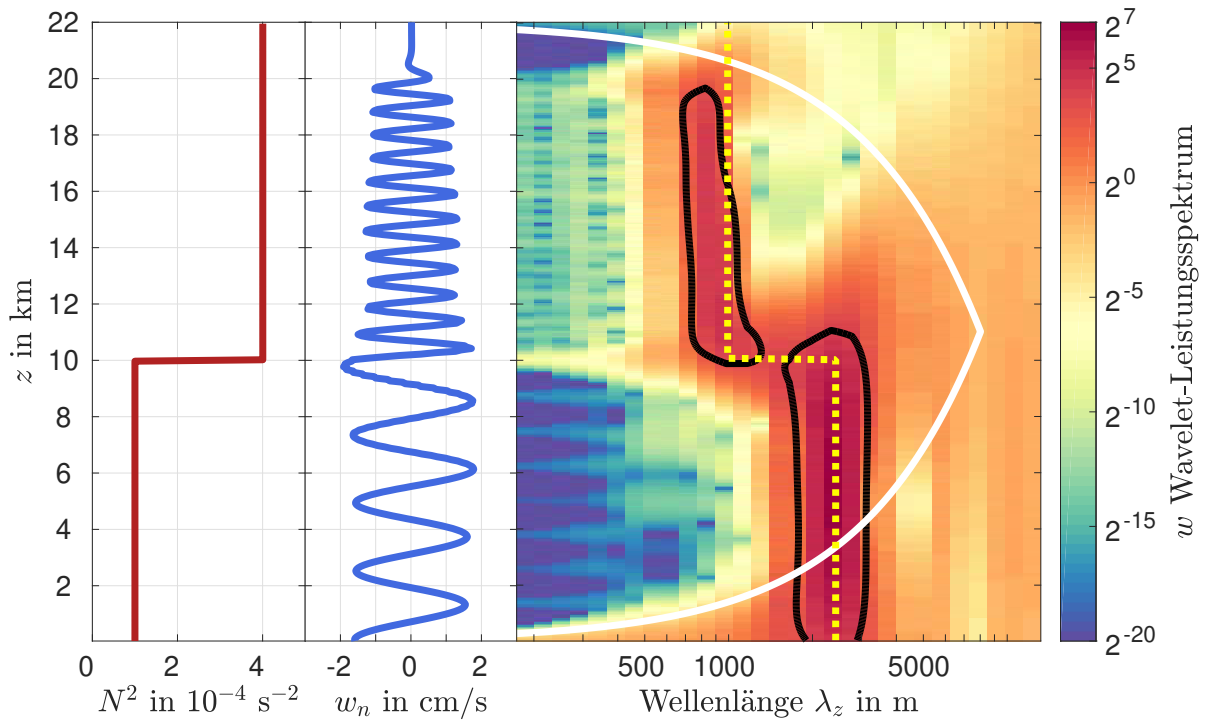 22
20
18
16
14
12
10
8
6
4
2
z in km
0 2 4
N² in 10⁻⁴ s⁻²
-2 0 2
wₙ in cm/s
500 1000 5000
Wellenlänge λ_z in m
2⁷
2⁵
2⁰
2⁻⁵
2⁻¹⁰
2⁻¹⁵
2⁻²⁰
w Wavelet-Leistungsspektrum